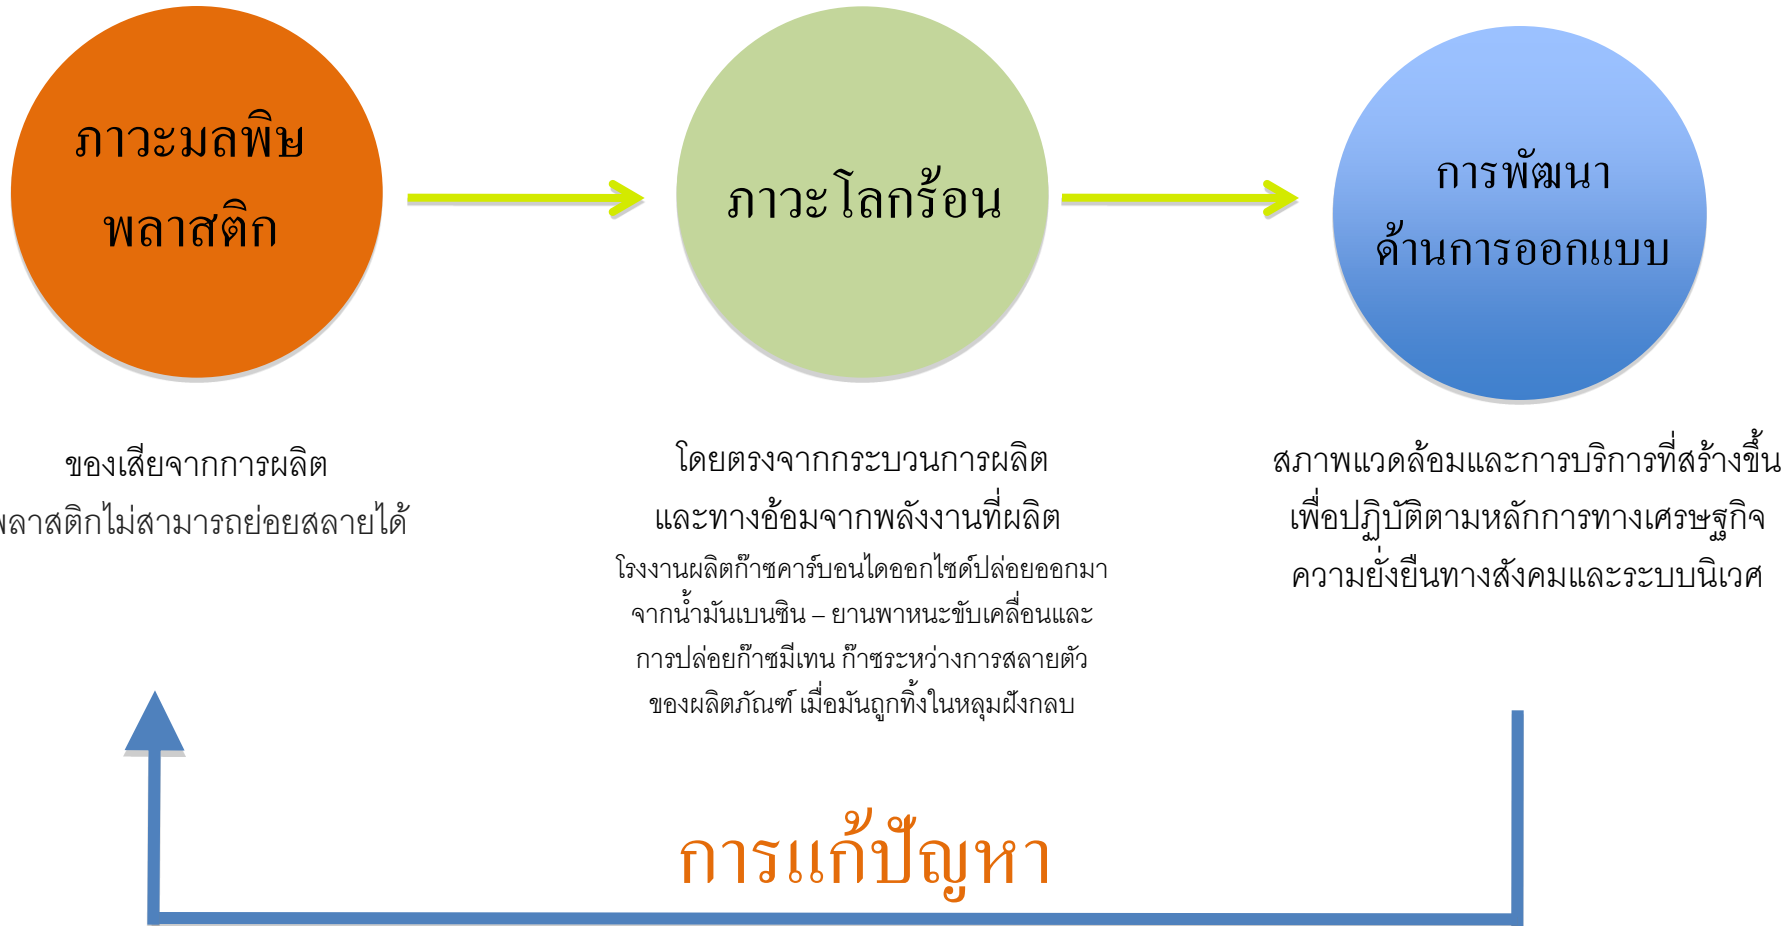 ภาวะมลพิษ
พลาสติก
ภาวะโลกร้อน
การพัฒนา
ด้านการออกแบบ
ของเสียจากการผลิต
พลาสติกไม่สามารถย่อยสลายได้
โดยตรงจากกระบวนการผลิต
และทางอ้อมจากพลังงานที่ผลิต
โรงงานผลิตก๊าซคาร์บอนไดออกไซด์ปล่อยออกมา
จากน้ำมันเบนซิน – ยานพาหนะขับเคลื่อนและ
การปล่อยก๊าซมีเทน ก๊าซระหว่างการสลายตัว
ของผลิตภัณฑ์ เมื่อมันถูกทิ้งในหลุมฝังกลบ
สภาพแวดล้อมและการบริการที่สร้างขึ้น
เพื่อปฏิบัติตามหลักการทางเศรษฐกิจ
ความยั่งยืนทางสังคมและระบบนิเวศ
การแก้ปัญหา